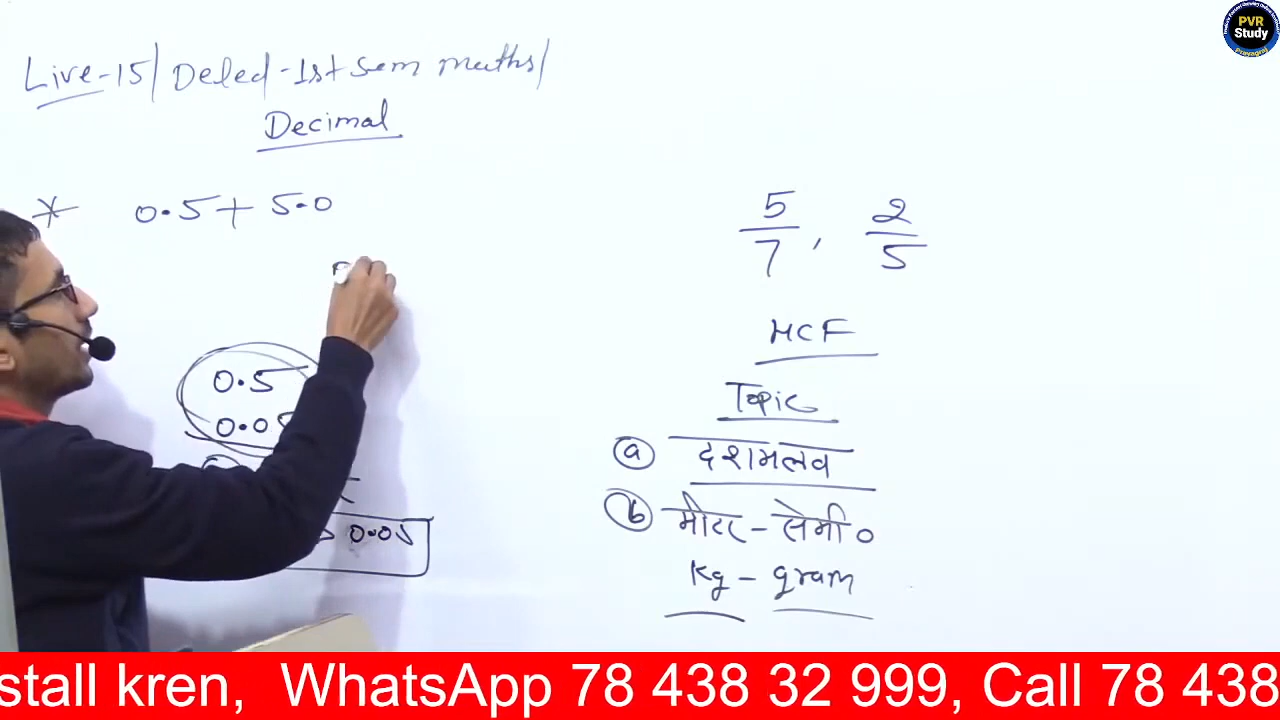 Live-15/ Deled-1st sem maths/
Decimal
* 0.5 + 5.0
0.5
0.0
0.05
5/7, 2/5
HCF
Topic
(a) दशमलव
(b) मीटर - सेमी०
Kg - gram
PVR
Study
Prayagraj
stall kren, WhatsApp 78 438 32 999, Call 78 438